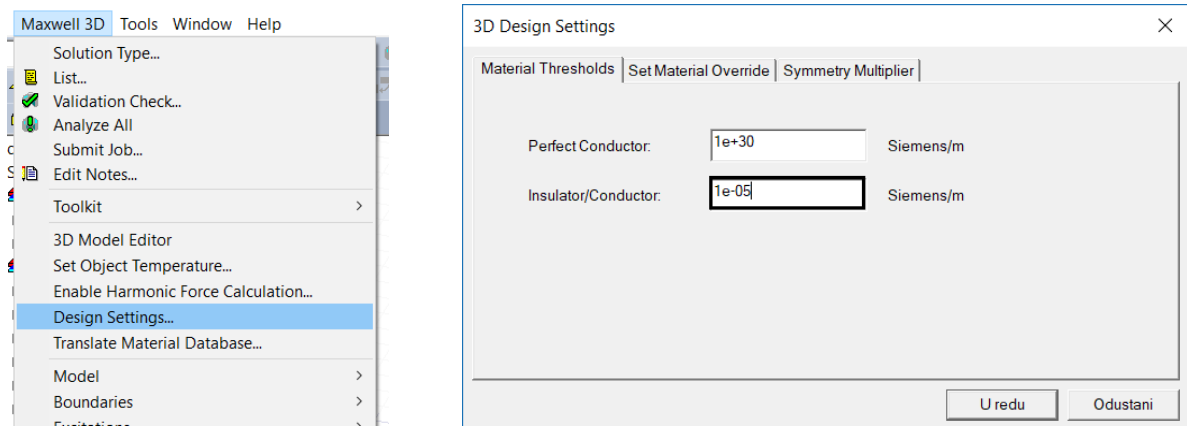 Maxwell 3D Tools Window Help
Solution Type...
List...
Validation Check...
Analyze All
Submit Job...
Edit Notes...
Toolkit >
3D Model Editor
Set Object Temperature...
Enable Harmonic Force Calculation...
Design Settings...
Translate Material Database...
Model >
Boundaries >
3D Design Settings
Material Thresholds Set Material Override Symmetry Multiplier
Perfect Conductor: 1e+30 Siemens/m
Insulator/Conductor: 1e-05 Siemens/m
U redu Odustani